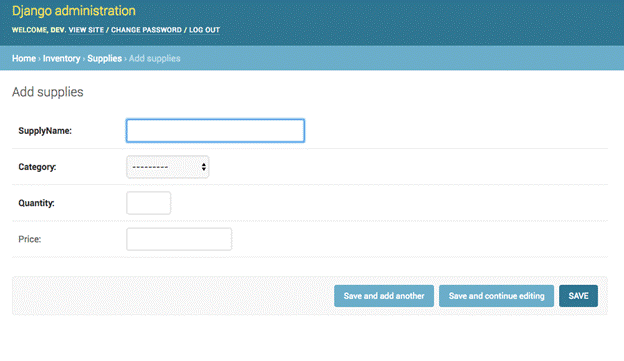 Django administration
WELCOME, DEV. VIEW SITE / CHANGE PASSWORD / LOG OUT
Home › Inventory › Supplies › Add supplies
Add supplies
SupplyName:
Category:
---------
Quantity:
Price:
Save and add another
Save and continue editing
SAVE